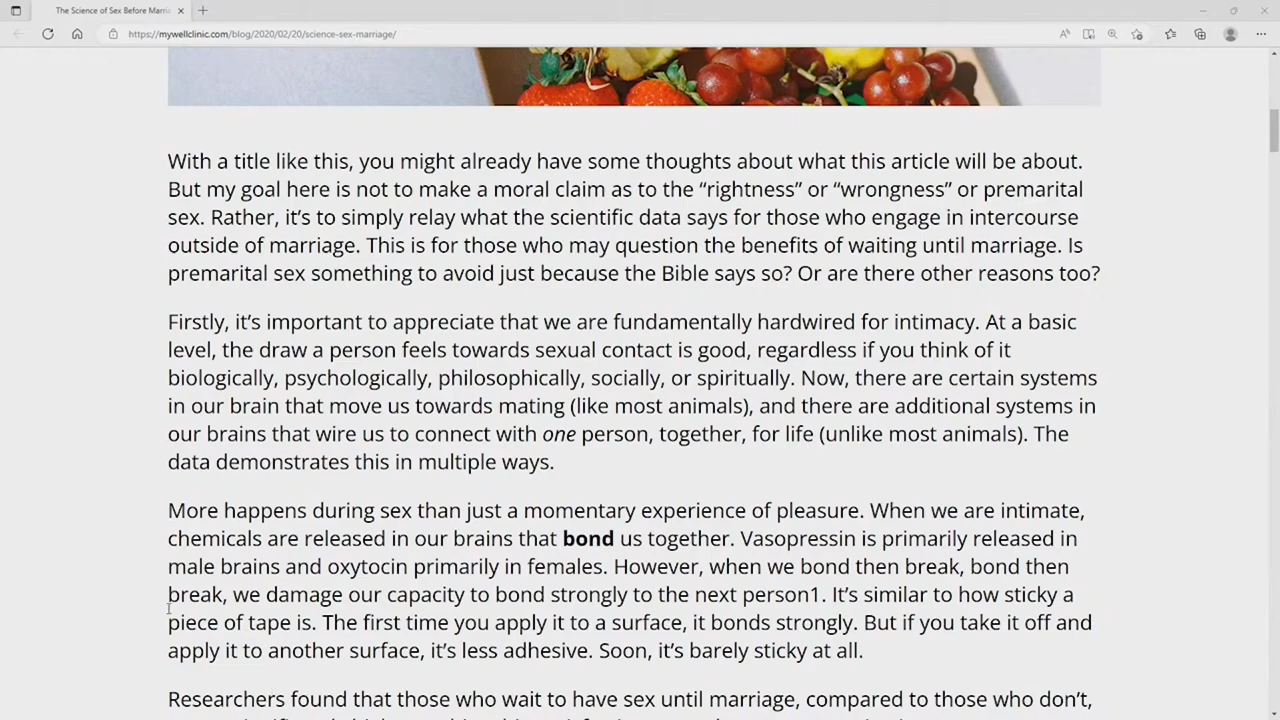 The Science of Sex Before Marri
https://mywellclinic.com/blog/2020/02/20/science-sex-marriage/
With a title like this, you might already have some thoughts about what this article will be about.
But my goal here is not to make a moral claim as to the “rightness” or “wrongness” or premarital
sex. Rather, it’s to simply relay what the scientific data says for those who engage in intercourse
outside of marriage. This is for those who may question the benefits of waiting until marriage. Is
premarital sex something to avoid just because the Bible says so? Or are there other reasons too?
Firstly, it’s important to appreciate that we are fundamentally hardwired for intimacy. At a basic
level, the draw a person feels towards sexual contact is good, regardless if you think of it
biologically, psychologically, philosophically, socially, or spiritually. Now, there are certain systems
in our brain that move us towards mating (like most animals), and there are additional systems in
our brains that wire us to connect with one person, together, for life (unlike most animals). The
data demonstrates this in multiple ways.
More happens during sex than just a momentary experience of pleasure. When we are intimate,
chemicals are released in our brains that bond us together. Vasopressin is primarily released in
male brains and oxytocin primarily in females. However, when we bond then break, bond then
break, we damage our capacity to bond strongly to the next person1. It’s similar to how sticky a
piece of tape is. The first time you apply it to a surface, it bonds strongly. But if you take it off and
apply it to another surface, it’s less adhesive. Soon, it’s barely sticky at all.
Researchers found that those who wait to have sex until marriage, compared to those who don’t,